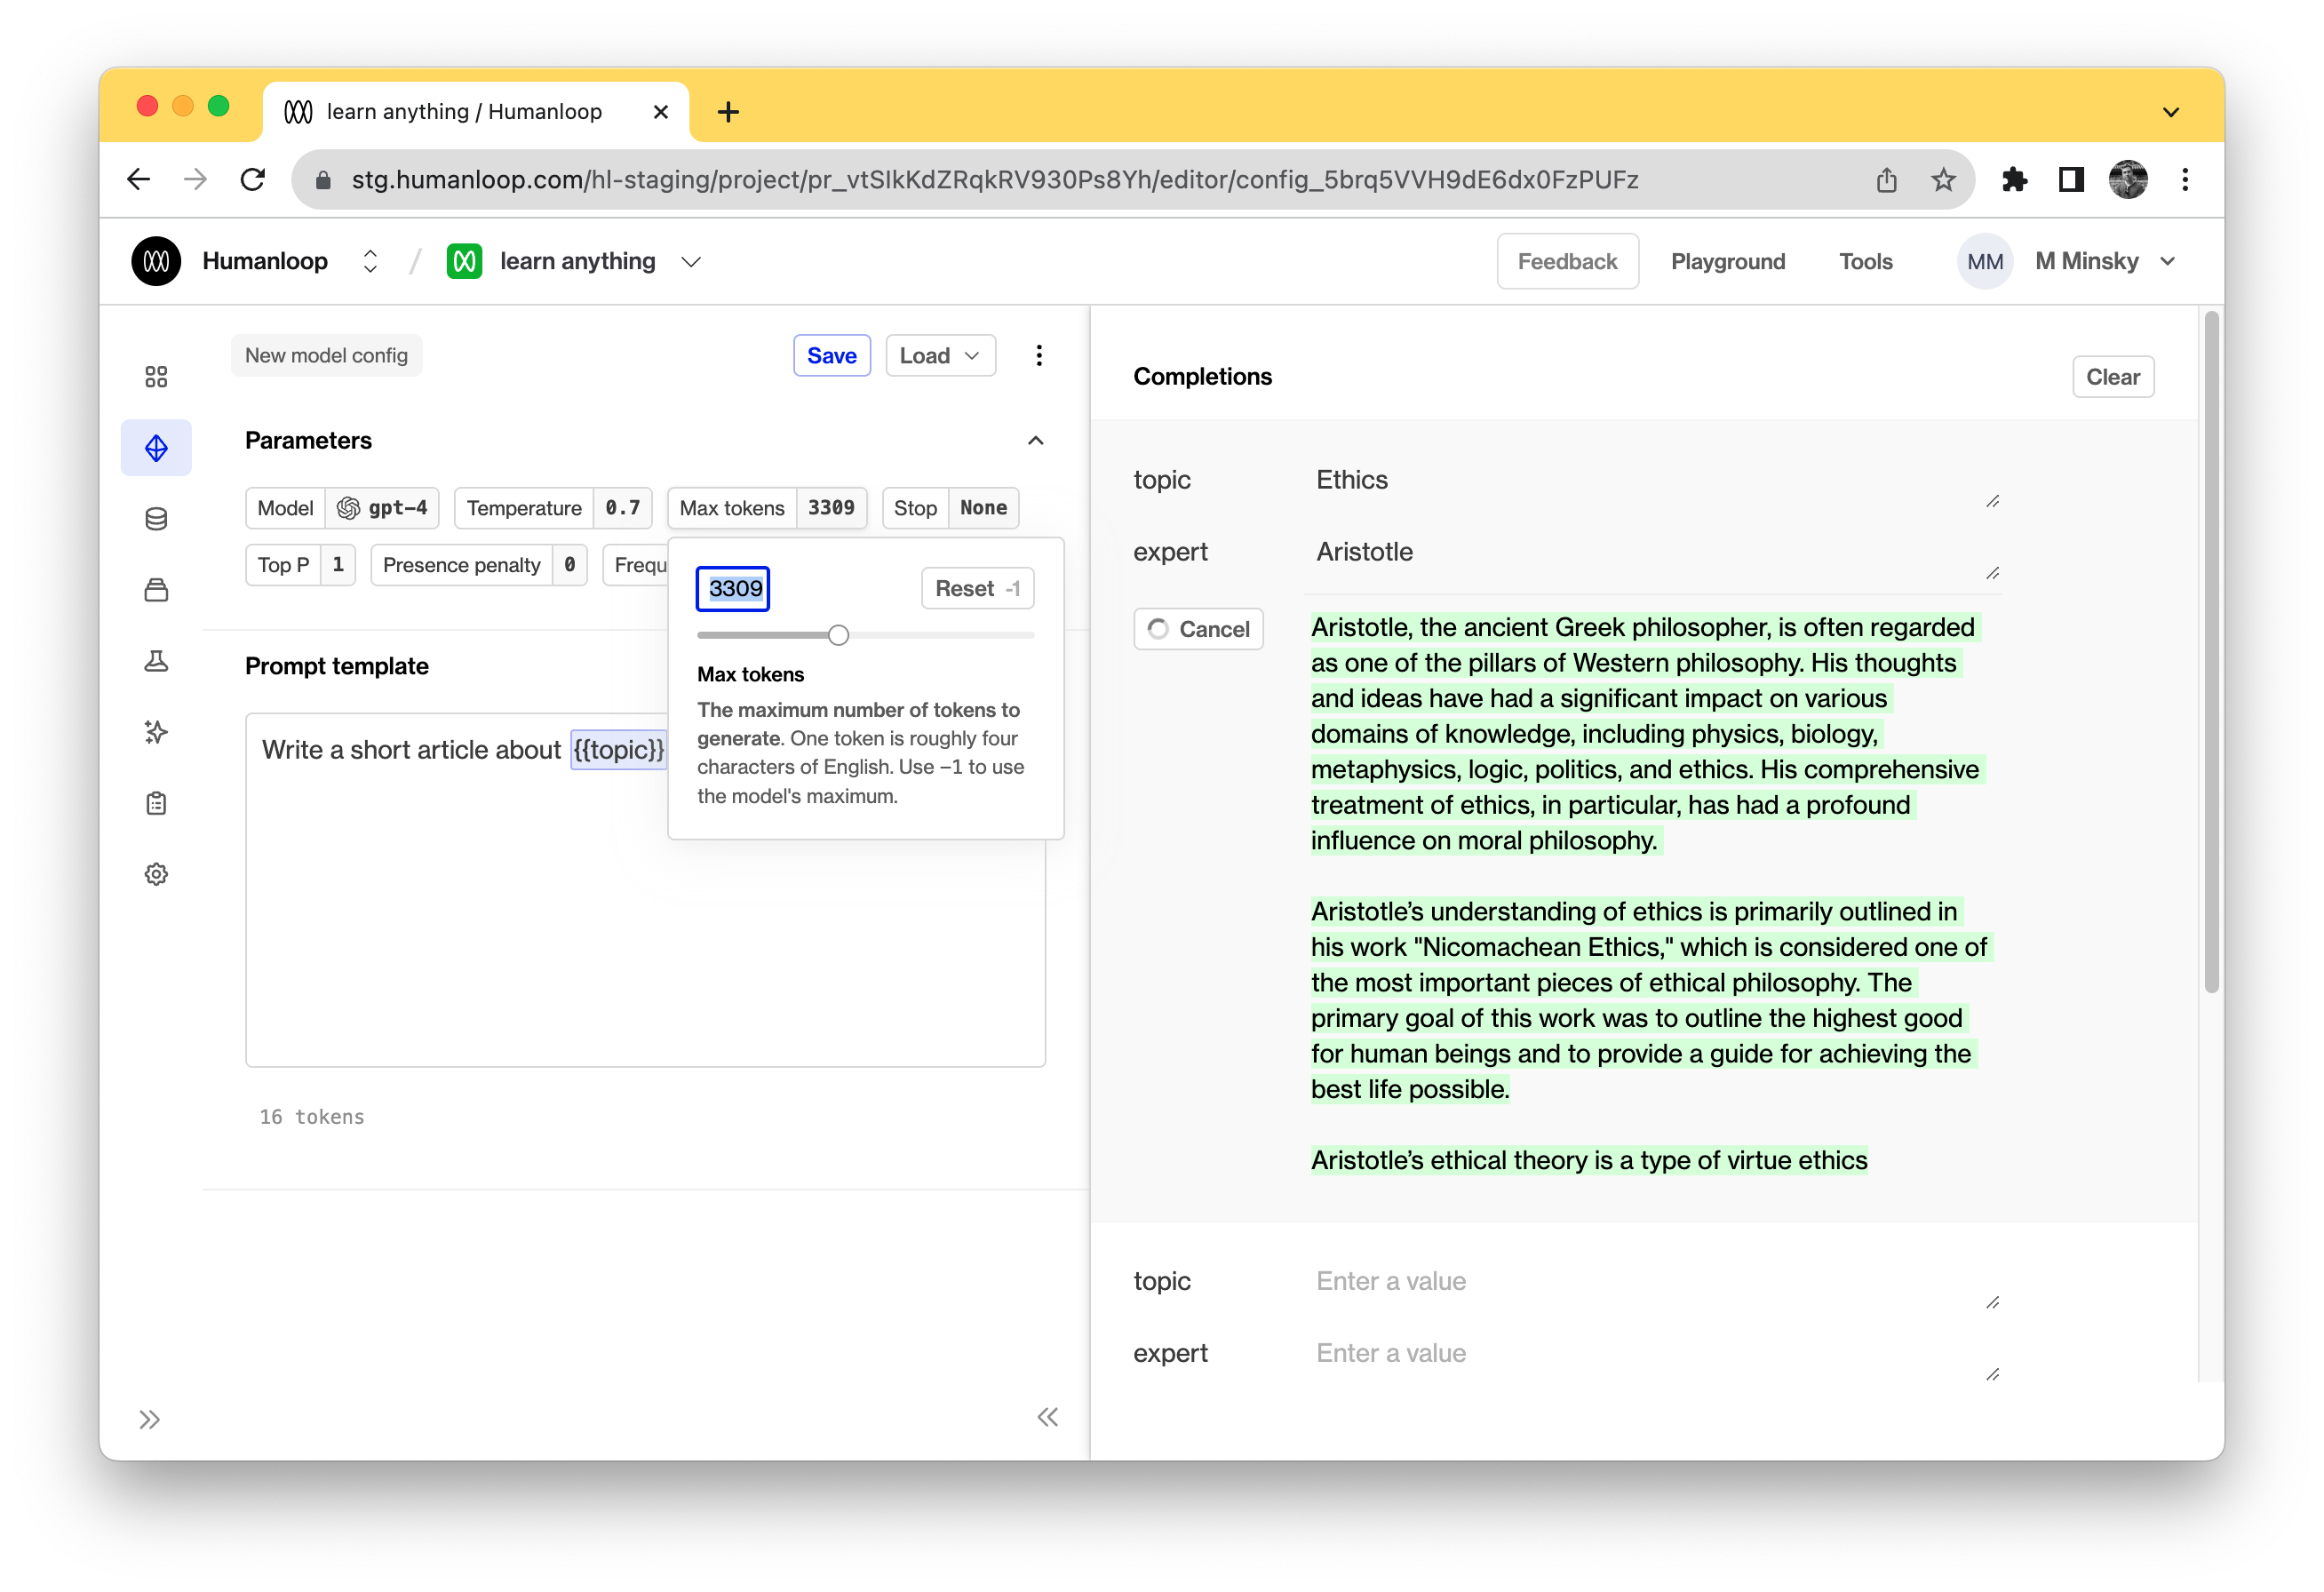 learn anything / Humanloop
stg.humanloop.com/hl-staging/project/pr_vtSIkKdZRqkRV930Ps8Yh/editor/config_5brq5VVH9dE6dx0FzPUFz
Humanloop / learn anything
Feedback Playground Tools MM M Minsky
New model config Save Load
Parameters
Model gpt-4 Temperature 0.7 Max tokens 3309 Stop None
Top P 1 Presence penalty 0 Frequ
3309 Reset -1
Max tokens
The maximum number of tokens to
generate. One token is roughly four
characters of English. Use –1 to use
the model's maximum.
Prompt template
Write a short article about {{topic}}
16 tokens
Completions Clear
topic Ethics
expert Aristotle
Cancel
Aristotle, the ancient Greek philosopher, is often regarded
as one of the pillars of Western philosophy. His thoughts
and ideas have had a significant impact on various
domains of knowledge, including physics, biology,
metaphysics, logic, politics, and ethics. His comprehensive
treatment of ethics, in particular, has had a profound
influence on moral philosophy.
Aristotle’s understanding of ethics is primarily outlined in
his work "Nicomachean Ethics," which is considered one of
the most important pieces of ethical philosophy. The
primary goal of this work was to outline the highest good
for human beings and to provide a guide for achieving the
best life possible.
Aristotle’s ethical theory is a type of virtue ethics
topic Enter a value
expert Enter a value